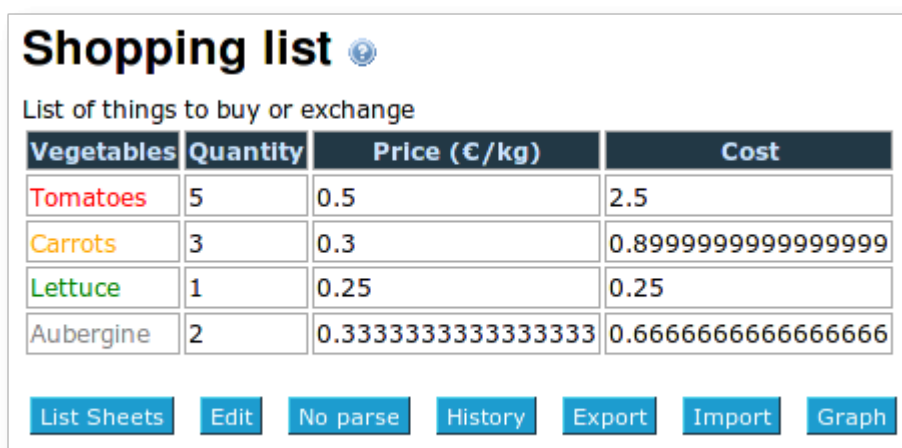 Shopping list
List of things to buy or exchange
Vegetables Quantity Price (€/kg) Cost
Tomatoes 5 0.5 2.5
Carrots 3 0.3 0.8999999999999999
Lettuce 1 0.25 0.25
Aubergine 2 0.3333333333333333 0.6666666666666666
List Sheets Edit No parse History Export Import Graph